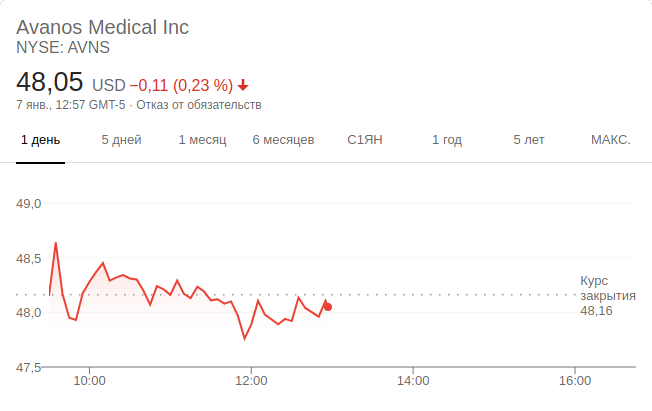 Avanos Medical Inc
NYSE: AVNS
48,05 USD −0,11 (0,23 %)
7 янв., 12:57 GMT-5 · Отказ от обязательств
1 день 5 дней 1 месяц 6 месяцев С1ЯН 1 год 5 лет МАКС.
49,0
48,5
Курс
закрытия
48,16
48,0
47,5
10:00 12:00 14:00 16:00